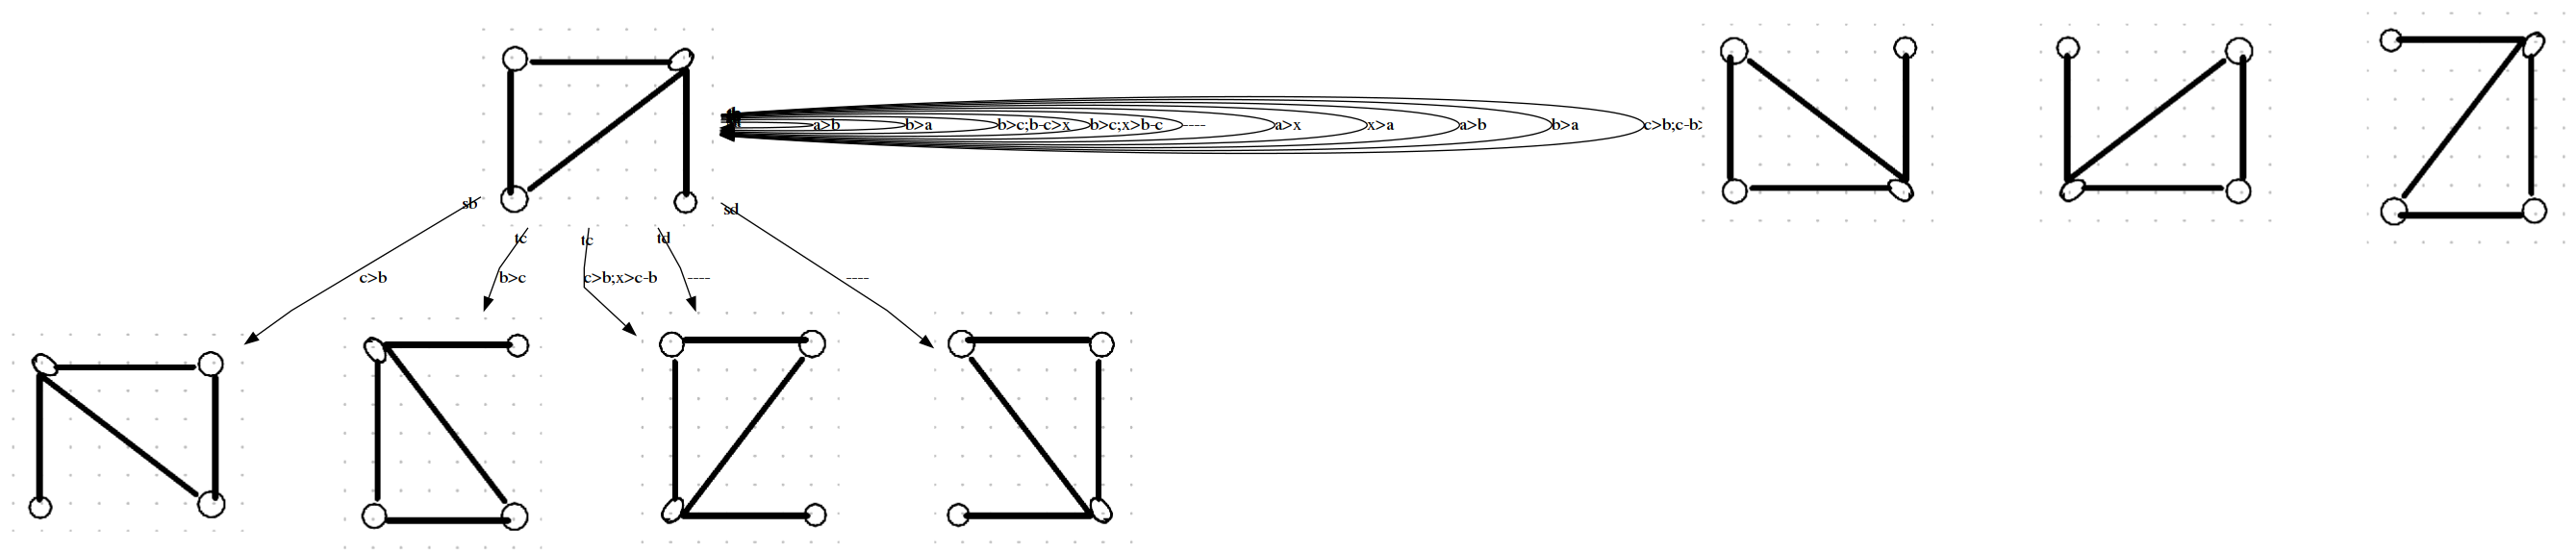 a>b
b>a
b>c;b-c>x
b>c;x>b-c
----
a>x
x>a
a>b
b>a
c>b;c-b>
sb
tc
tc
td
sd
c>b
b>c
c>b;x>c-b
----
----